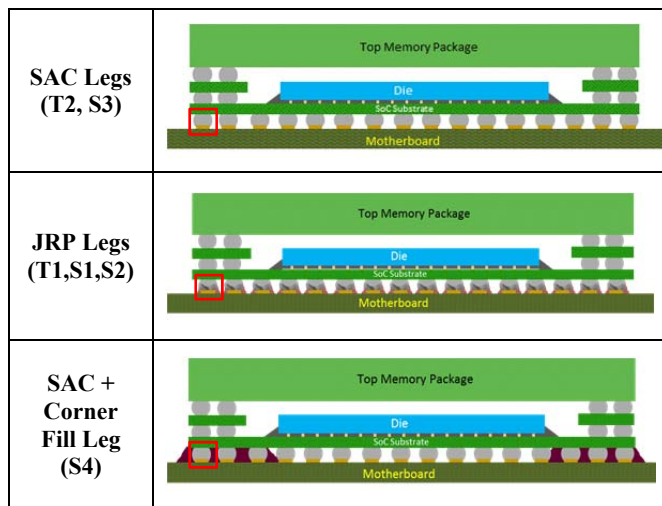 SAC Legs
(T2, S3)
Top Memory Package
Die
SoC Substrate
Motherboard
JRP Legs
(T1,S1,S2)
Top Memory Package
Die
SoC Substrate
Motherboard
SAC +
Corner
Fill Leg
(S4)
Top Memory Package
Die
SoC Substrate
Motherboard